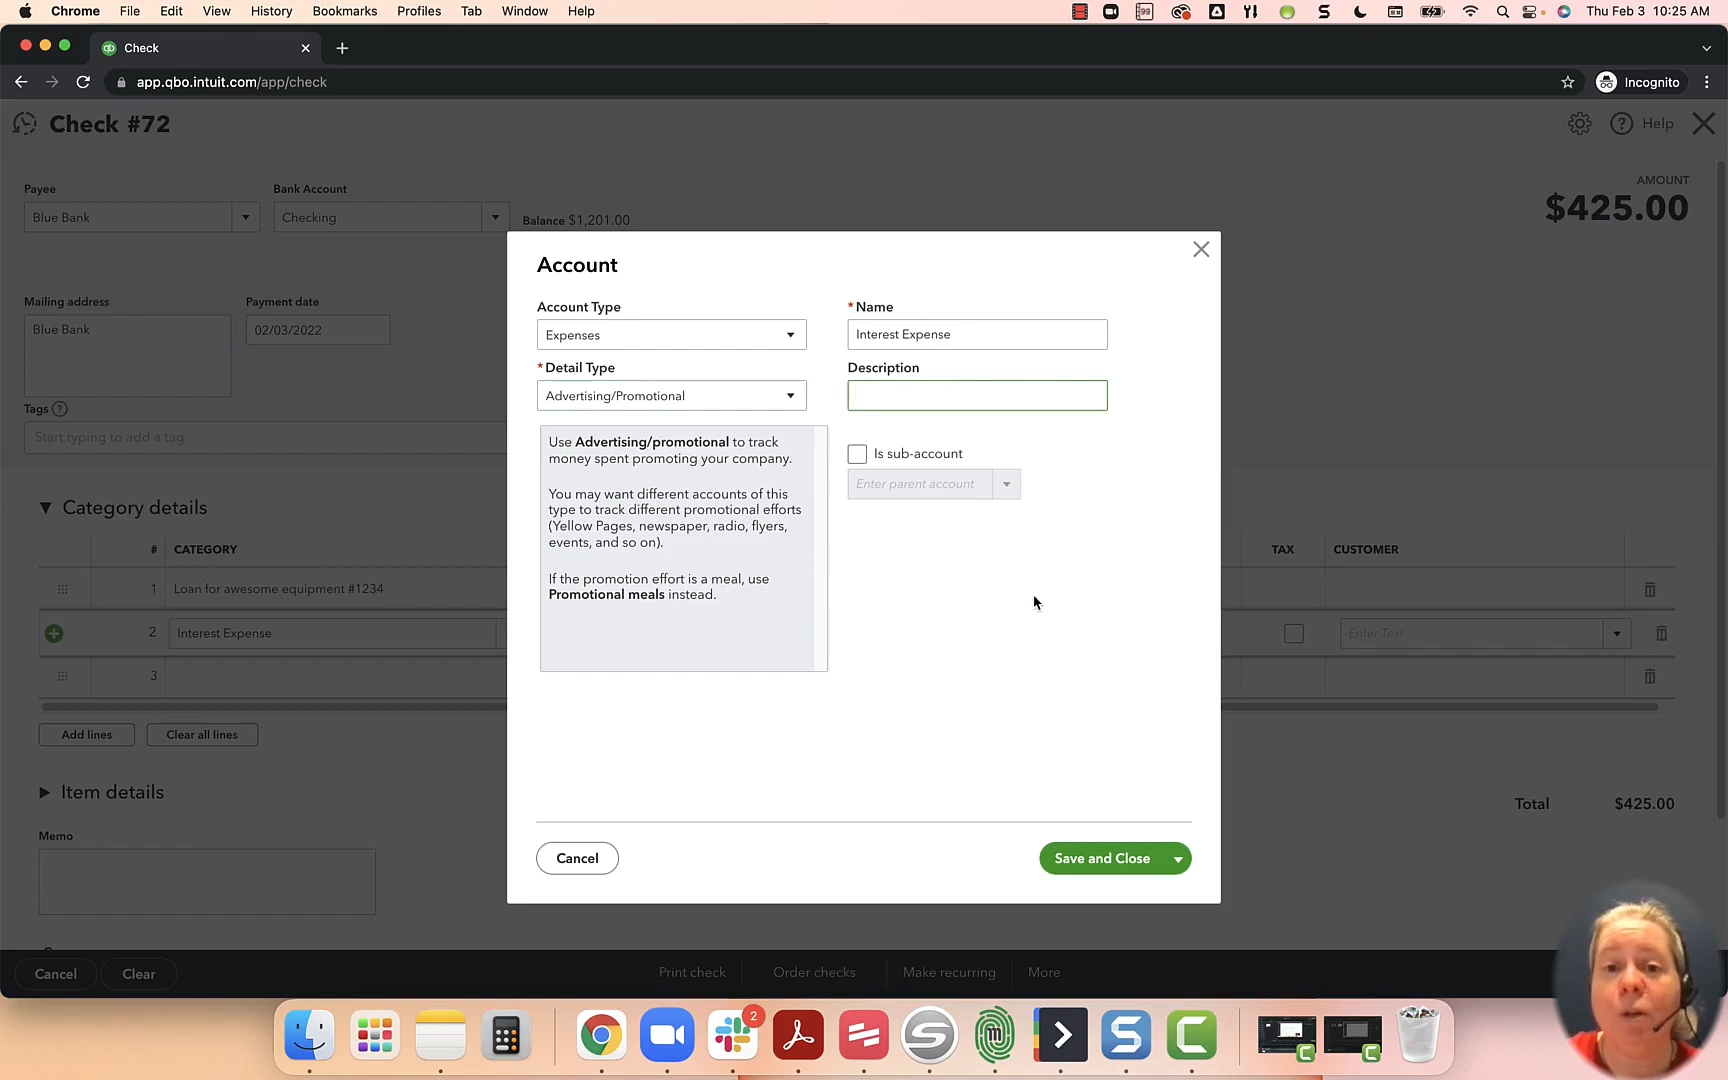 Chrome File Edit View History Bookmarks Profiles Tab Window Help Thu Feb 3 10:25 AM
Check
app.qbo.intuit.com/app/check
Incognito
Check #72
Help
Payee
Bank Account
AMOUNT
Blue Bank
Checking
Balance $1,201.00
$425.00
Account
Account Type
*Name
Mailing address
Payment date
Expenses
Interest Expense
Blue Bank
02/03/2022
*Detail Type
Description
Advertising/Promotional
Tags ?
Start typing to add a tag
Use Advertising/promotional to track
money spent promoting your company.
Is sub-account
Enter parent account
You may want different accounts of this
type to track different promotional efforts
(Yellow Pages, newspaper, radio, flyers,
events, and so on).
If the promotion effort is a meal, use
Promotional meals instead.
Category details
# CATEGORY
TAX
CUSTOMER
1 Loan for awesome equipment #1234
2 Interest Expense
Enter Text
3
Add lines
Clear all lines
Item details
Total $425.00
Memo
Cancel
Save and Close
Cancel
Clear
Print check
Order checks
Make recurring
More
2